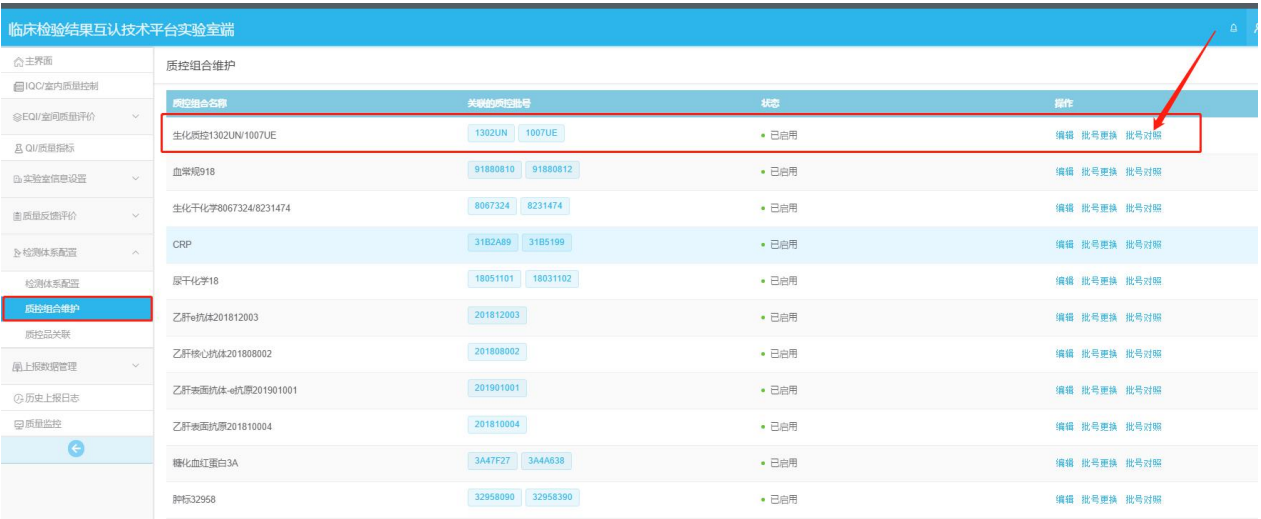 临床检验结果互认技术平台实验室端
主界面
质控组合维护
IQC/室内质量控制
质控组合名称 关联的质控批号 状态 操作
EQI/室间质量评价
生化质控1302UN/1007UE 1302UN 1007UE 已启用 编辑 批号更换 批号对照
QI/质量指标
血常规918 91880810 91880812 已启用 编辑 批号更换 批号对照
实验室信息设置
生化干化学8067324/8231474 8067324 8231474 已启用 编辑 批号更换 批号对照
质量反馈评价
CRP 31B2A89 31B5199 已启用 编辑 批号更换 批号对照
检测体系配置
尿干化学18 18051101 18031102 已启用 编辑 批号更换 批号对照
检测体系配置
质控组合维护
乙肝e抗体201812003 201812003 已启用 编辑 批号更换 批号对照
质控品关联
乙肝核心抗体201808002 201808002 已启用 编辑 批号更换 批号对照
上报数据管理
乙肝表面抗体-e抗原201901001 201901001 已启用 编辑 批号更换 批号对照
历史上报日志
乙肝表面抗原201810004 201810004 已启用 编辑 批号更换 批号对照
质量监控
糖化血红蛋白3A 3A47F27 3A4A638 已启用 编辑 批号更换 批号对照
肿标32958 32958090 32958390 已启用 编辑 批号更换 批号对照